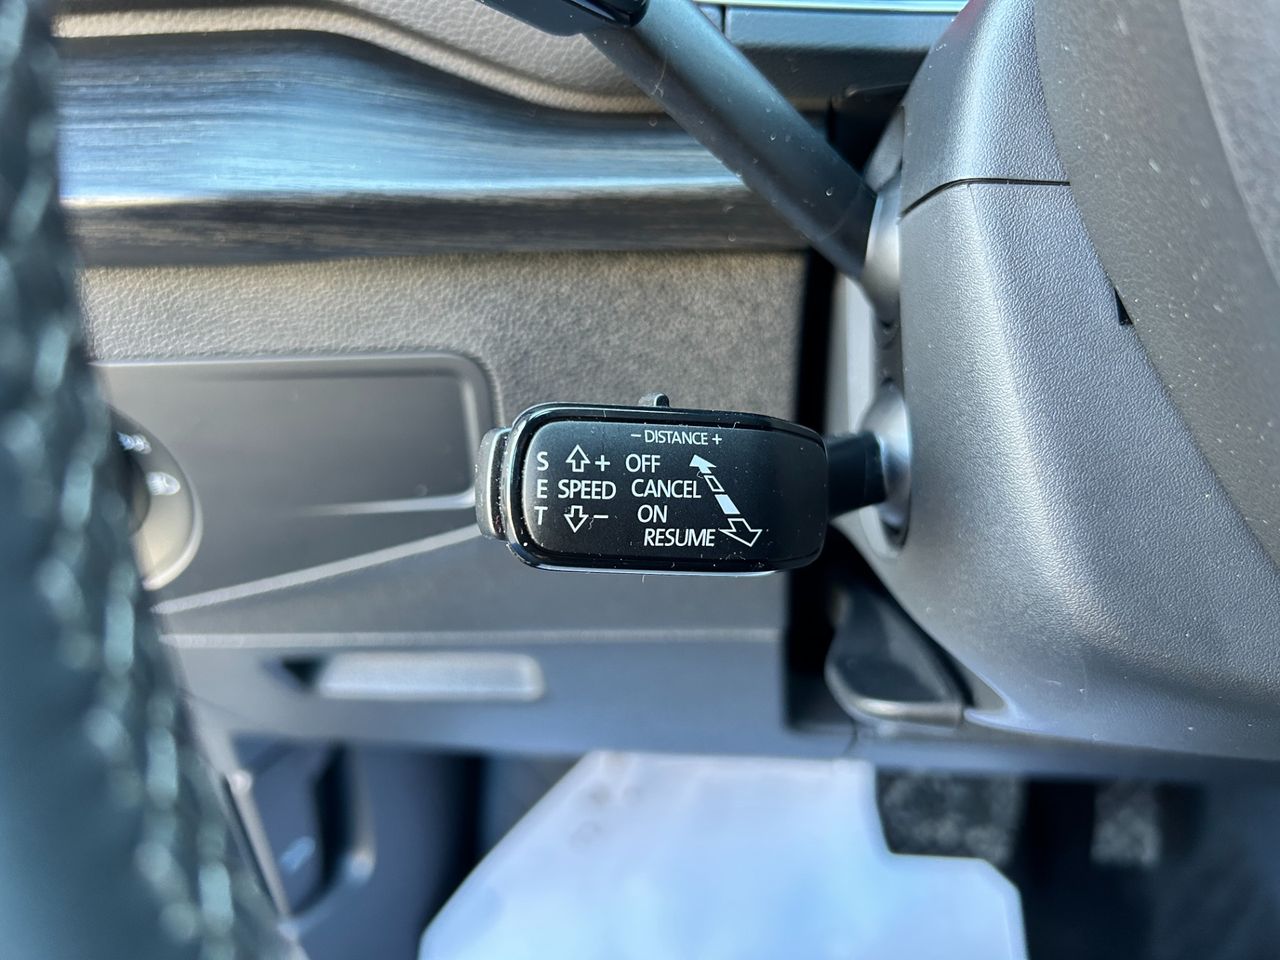 - DISTANCE +
S + OFF
E SPEED CANCEL
T - ON
RESUME